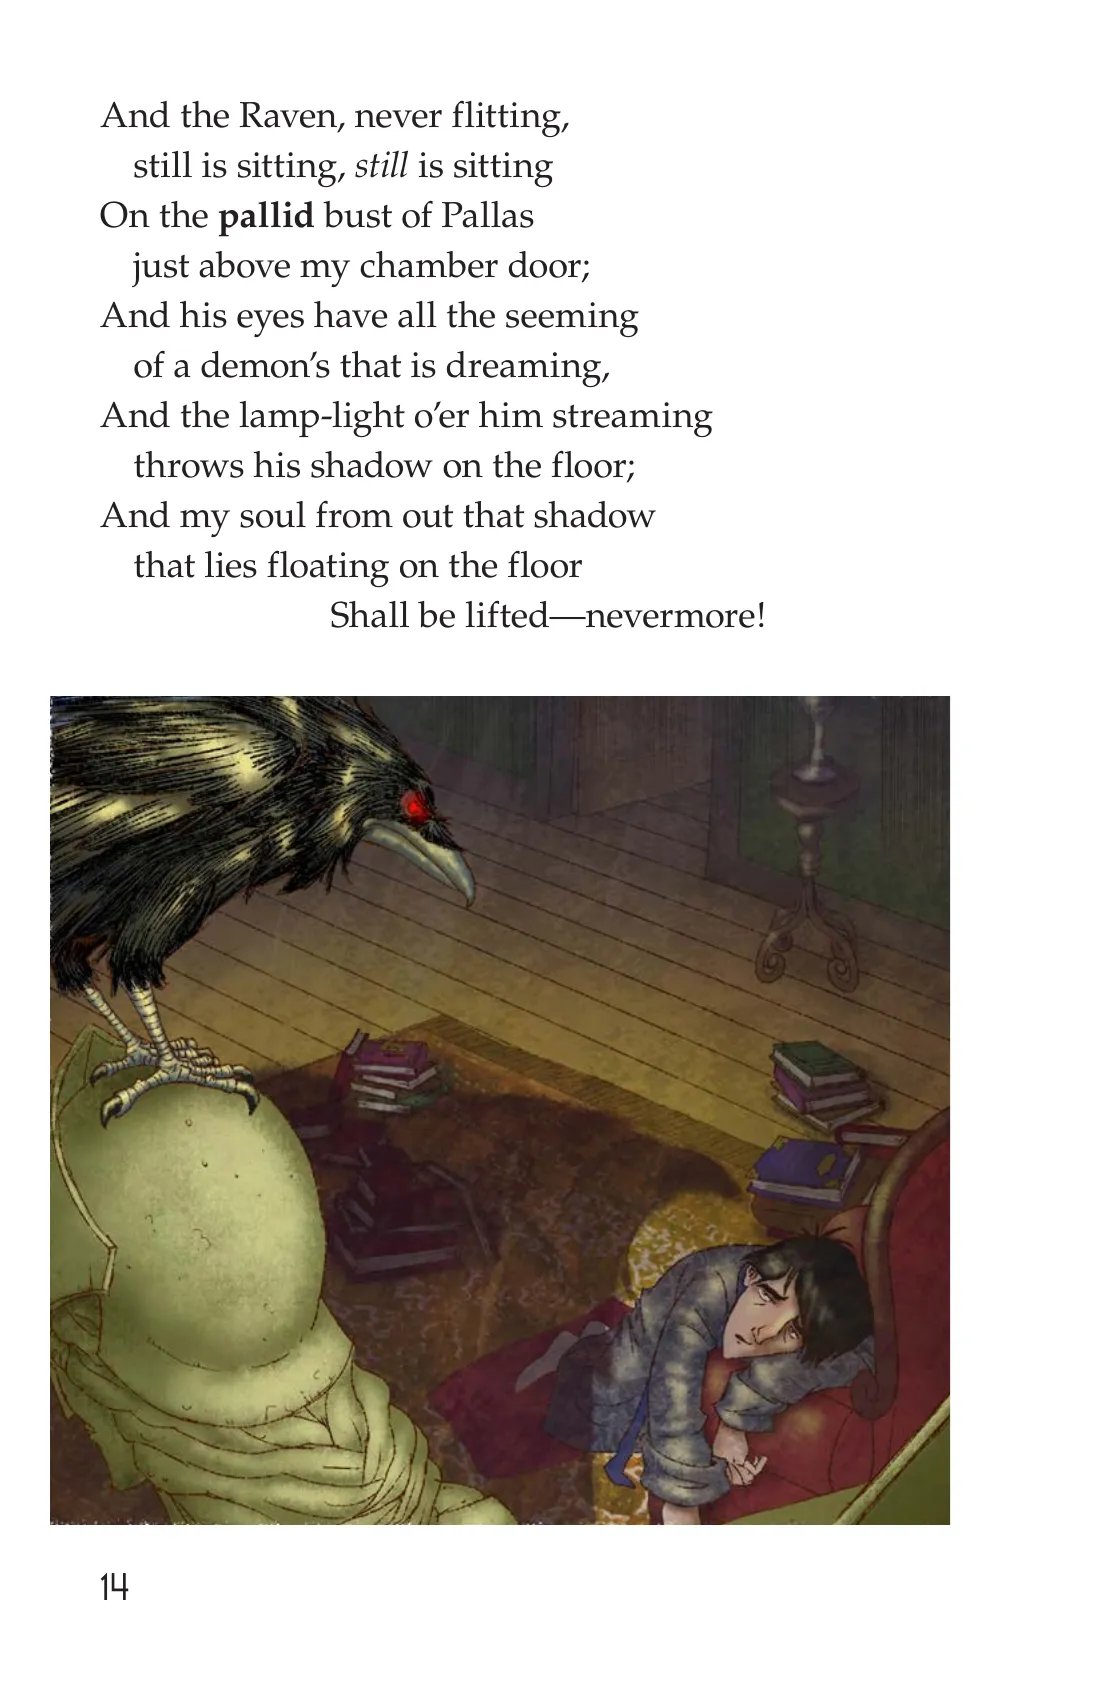 And the Raven, never flitting,
still is sitting, still is sitting
On the pallid bust of Pallas
just above my chamber door;
And his eyes have all the seeming
of a demon’s that is dreaming,
And the lamp-light o’er him streaming
throws his shadow on the floor;
And my soul from out that shadow
that lies floating on the floor
Shall be lifted—nevermore!
14